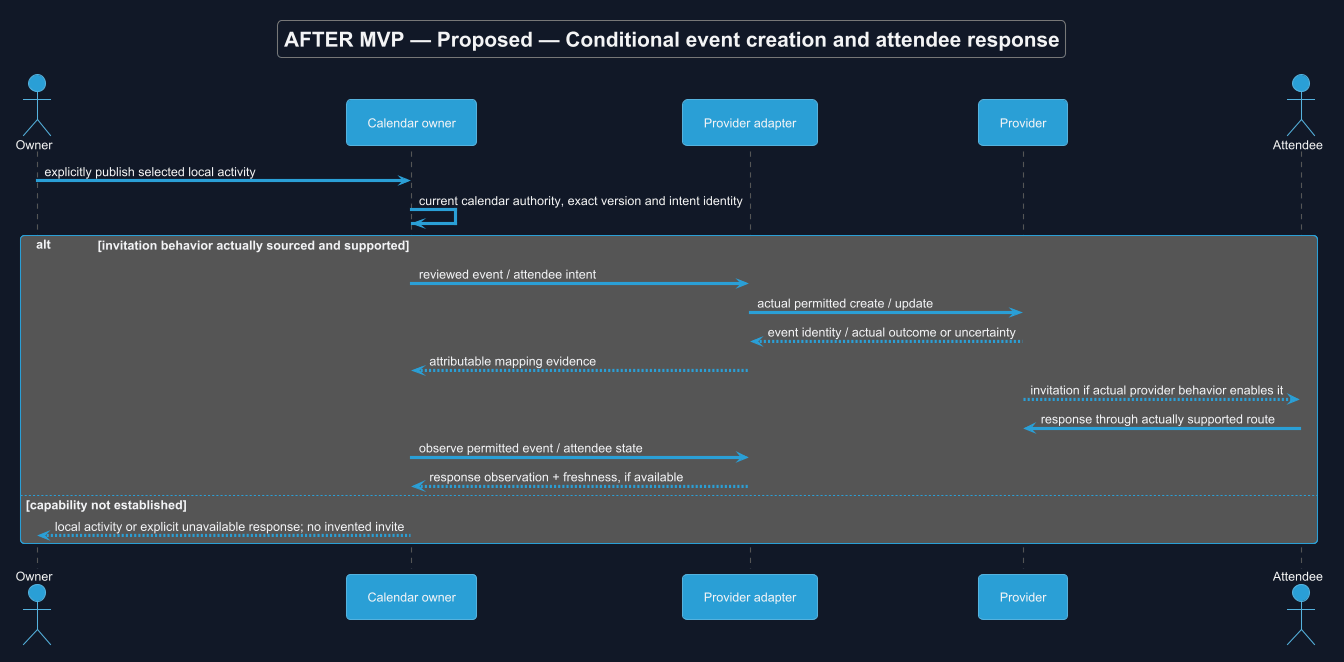 AFTER MVP — Proposed — Conditional event creation and attendee response
Owner
Calendar owner
Provider adapter
Provider
Attendee
explicitly publish selected local activity
current calendar authority, exact version and intent identity
alt
[invitation behavior actually sourced and supported]
reviewed event / attendee intent
actual permitted create / update
event identity / actual outcome or uncertainty
attributable mapping evidence
invitation if actual provider behavior enables it
response through actually supported route
observe permitted event / attendee state
response observation + freshness, if available
[capability not established]
local activity or explicit unavailable response; no invented invite
Owner
Calendar owner
Provider adapter
Provider
Attendee